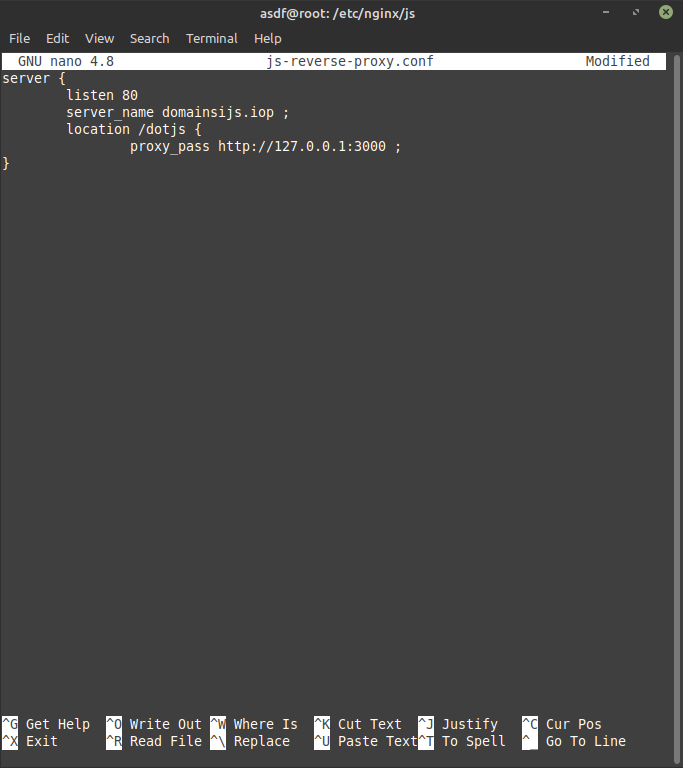 asdf@root: /etc/nginx/js
File Edit View Search Terminal Help
GNU nano 4.8 js-reverse-proxy.conf Modified
server {
listen 80
server_name domainsijs.iop ;
location /dotjs {
proxy_pass http://127.0.0.1:3000 ;
}
^G Get Help ^O Write Out ^W Where Is ^K Cut Text ^J Justify ^C Cur Pos
^X Exit ^R Read File ^\ Replace ^U Paste Text ^T To Spell ^_ Go To Line